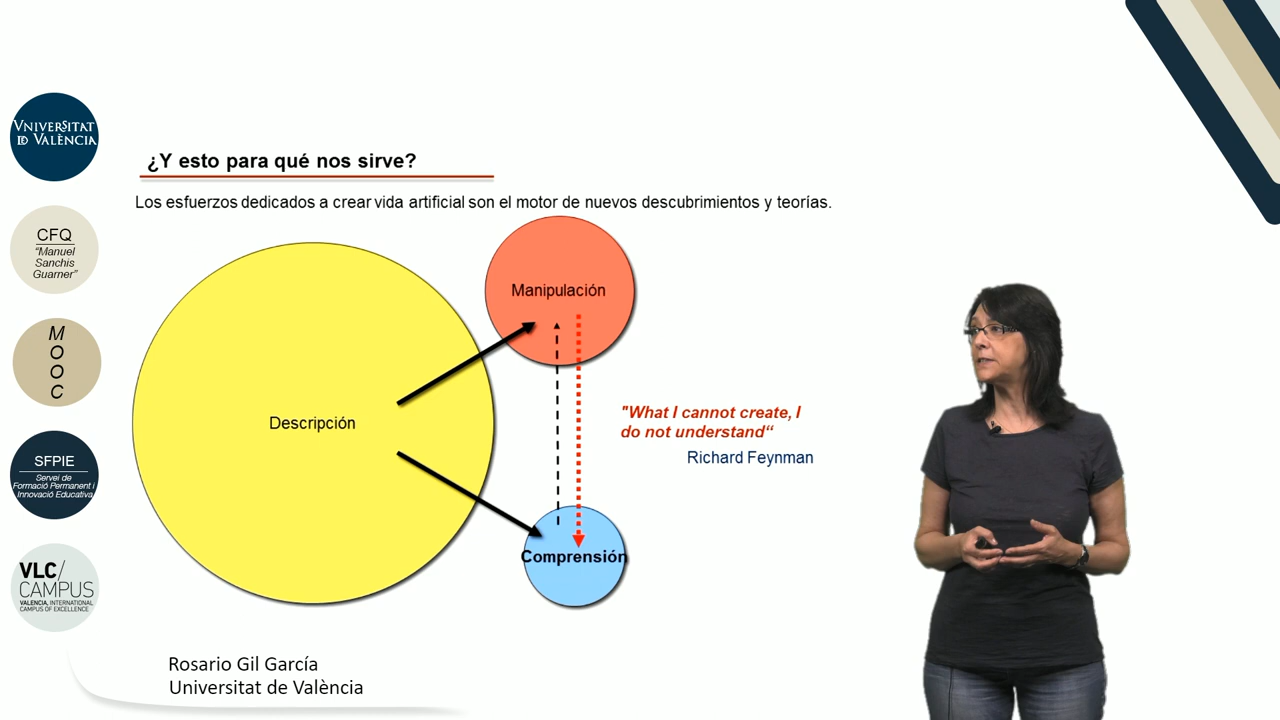 VNIVERSITAT
ID VALÈNCIA
CFQ
“Manuel
Sanchis
Guarner”
M
O
O
C
SFPIE
Servei de
Formació Permanent i
Innovació Educativa
VLC/
CAMPUS
VALENCIA, INTERNATIONAL
CAMPUS OF EXCELLENCE
¿Y esto para qué nos sirve?
Los esfuerzos dedicados a crear vida artificial son el motor de nuevos descubrimientos y teorías.
Manipulación
Descripción
"What I cannot create, I
do not understand“
Richard Feynman
Comprensión
Rosario Gil García
Universitat de València